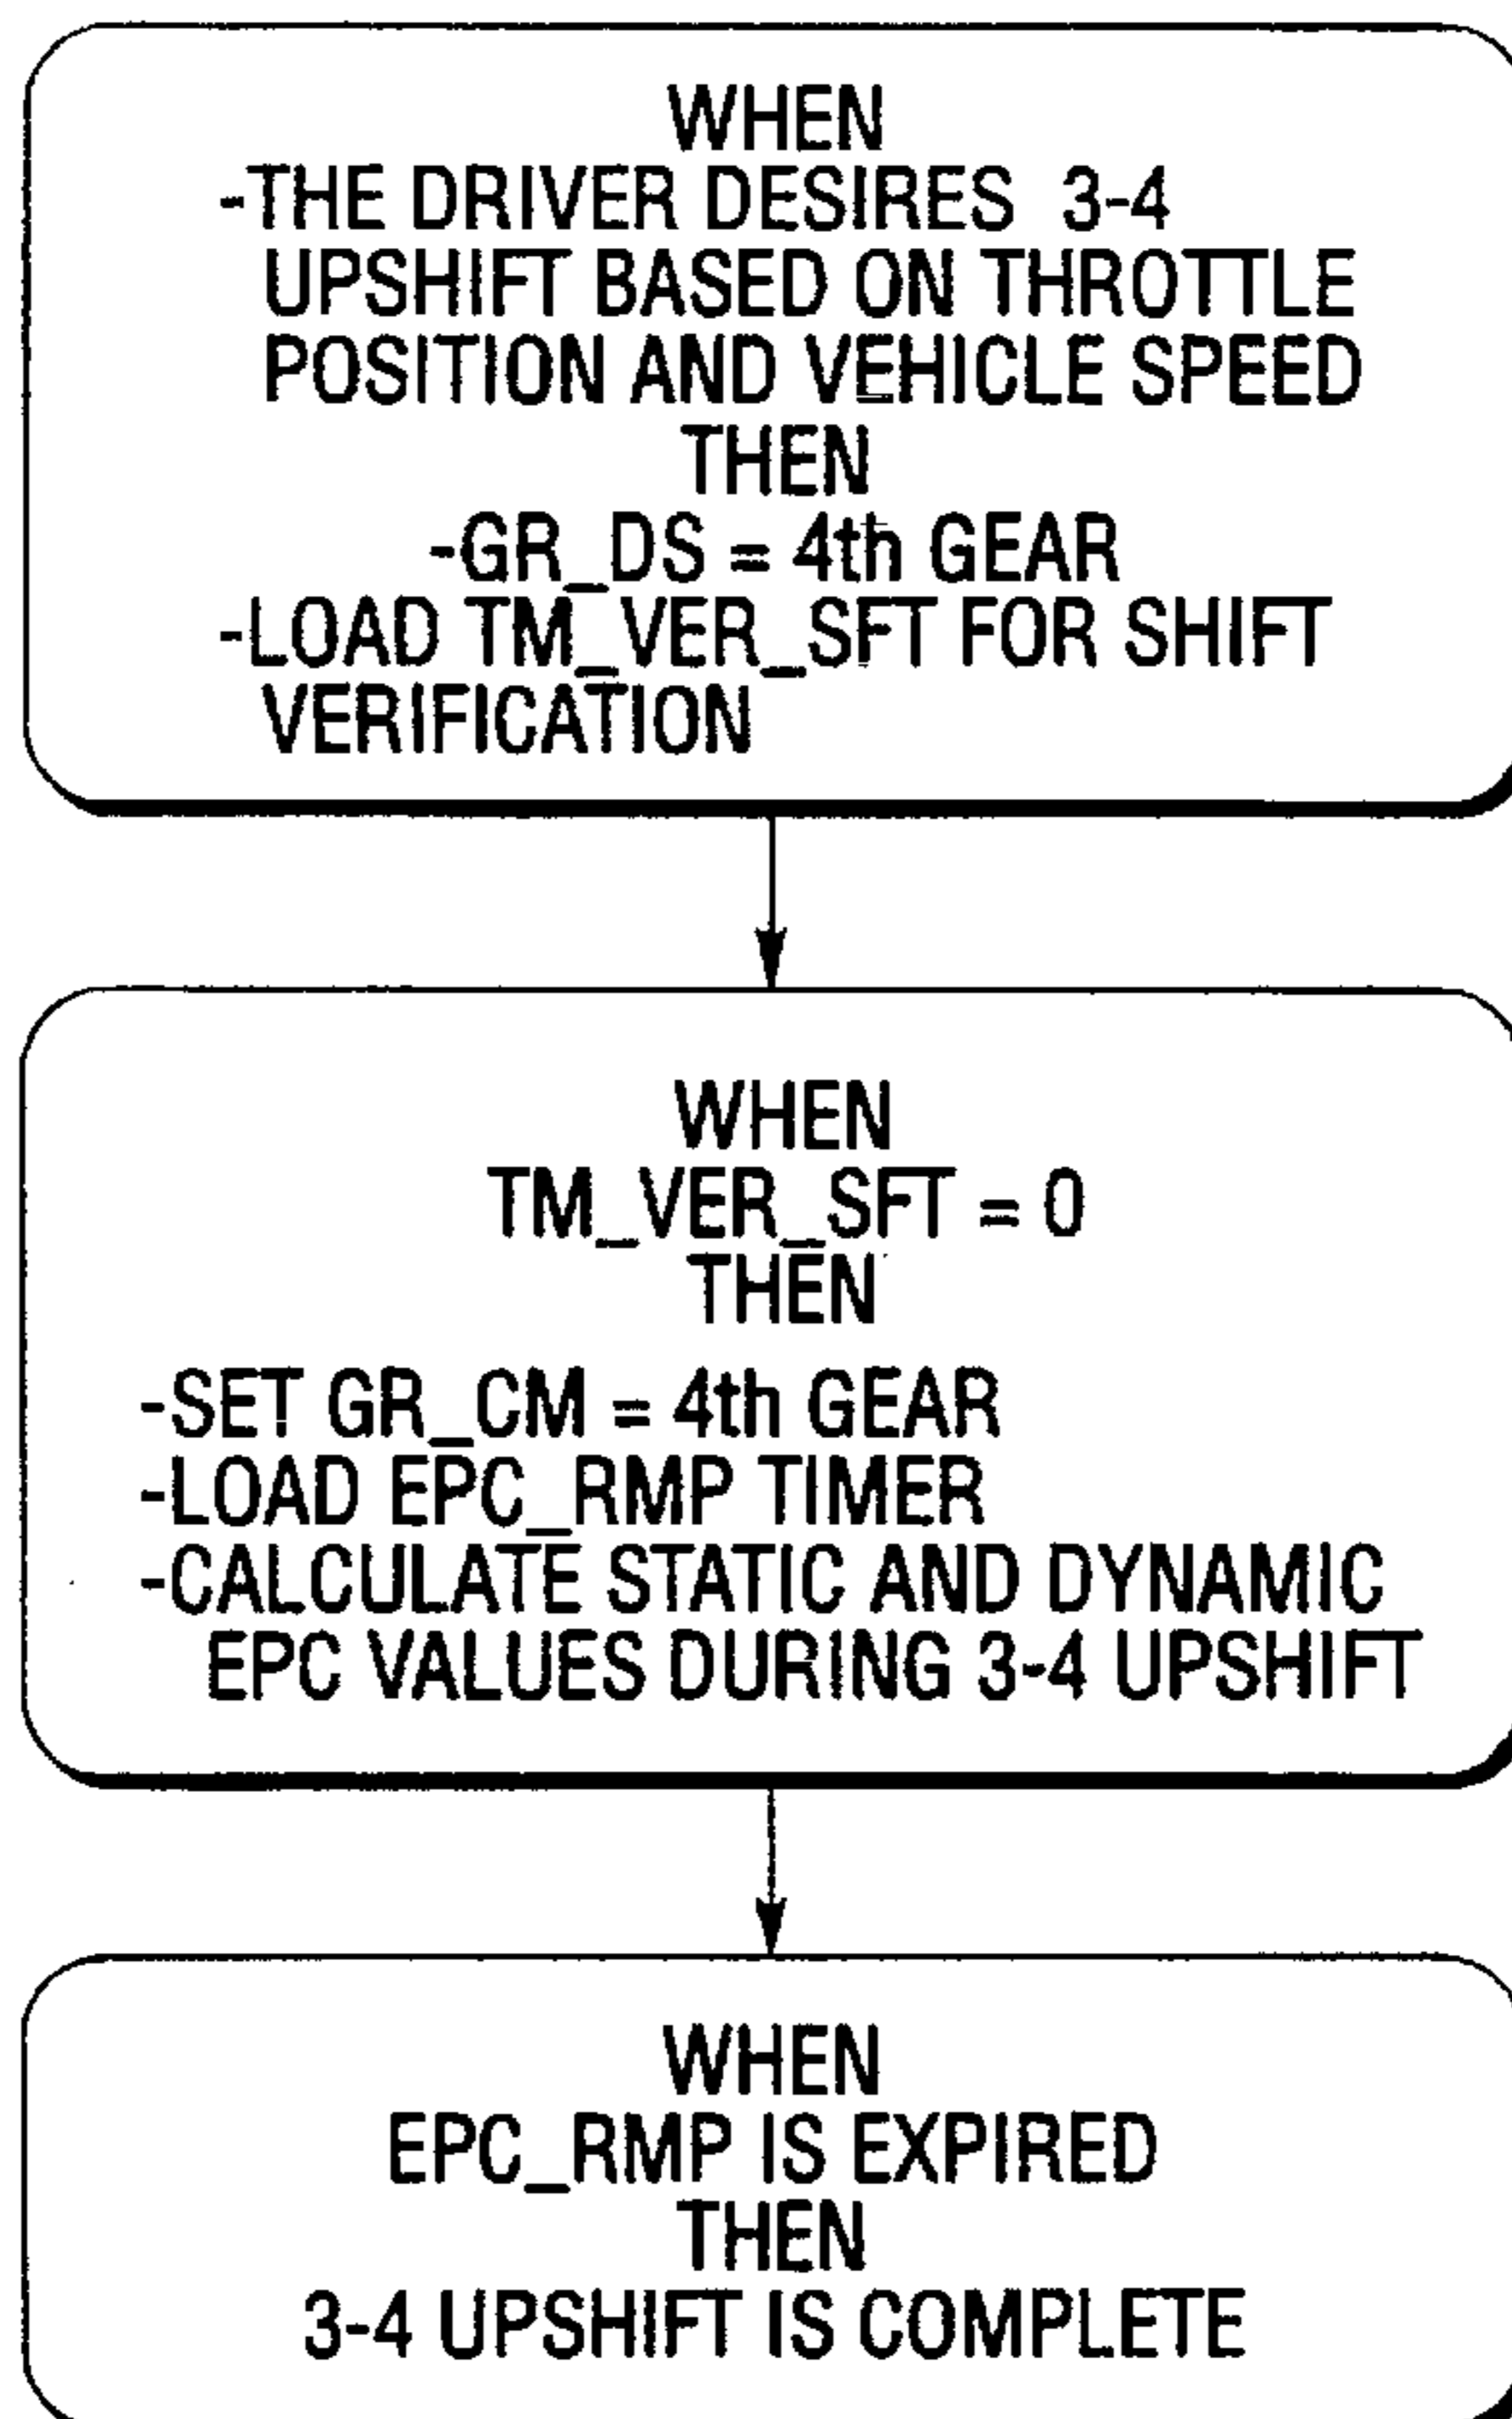 WHEN
-THE DRIVER DESIRES 3-4
UPSHIFT BASED ON THROTTLE
POSITION AND VEHICLE SPEED
THEN
-GR_DS = 4th GEAR
-LOAD TM_VER_SFT FOR SHIFT
VERIFICATION
WHEN
TM_VER_SFT = 0
THEN
-SET GR_CM = 4th GEAR
-LOAD EPC_RMP TIMER
-CALCULATE STATIC AND DYNAMIC
EPC VALUES DURING 3-4 UPSHIFT
WHEN
EPC_RMP IS EXPIRED
THEN
3-4 UPSHIFT IS COMPLETE